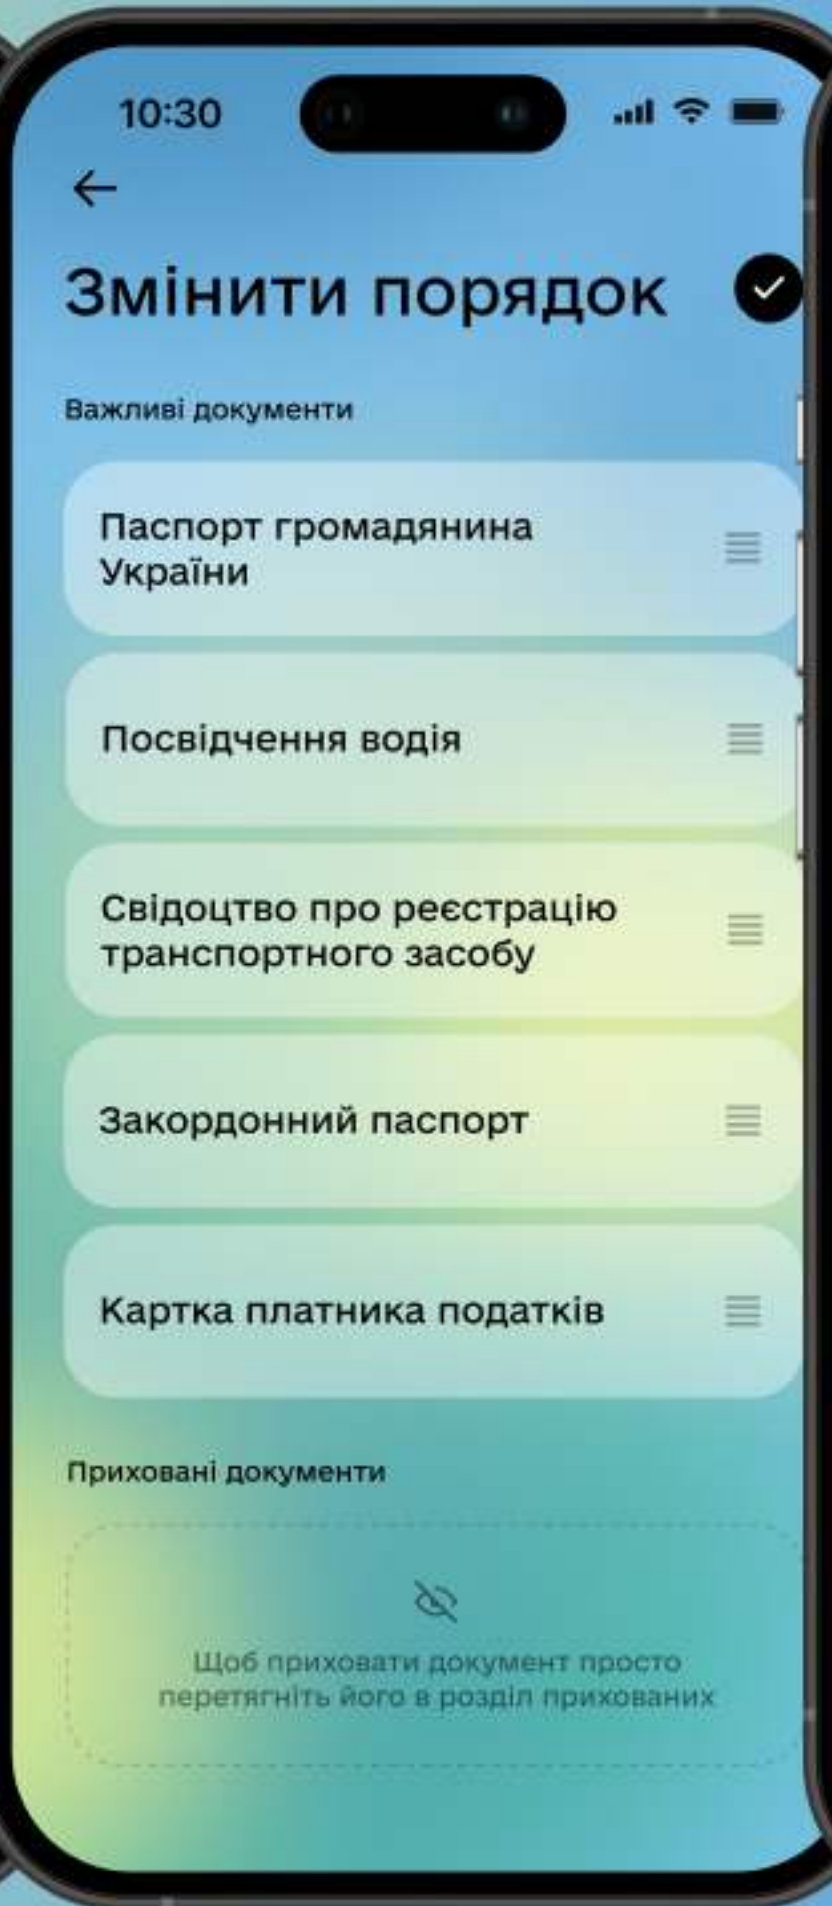 10:30
Змінити порядок
Важливі документи
Паспорт громадянина
України
Посвідчення водія
Свідоцтво про реєстрацію
транспортного засобу
Закордонний паспорт
Картка платника податків
Приховані документи
Щоб приховати документ просто
перетягніть його в розділ прихованих